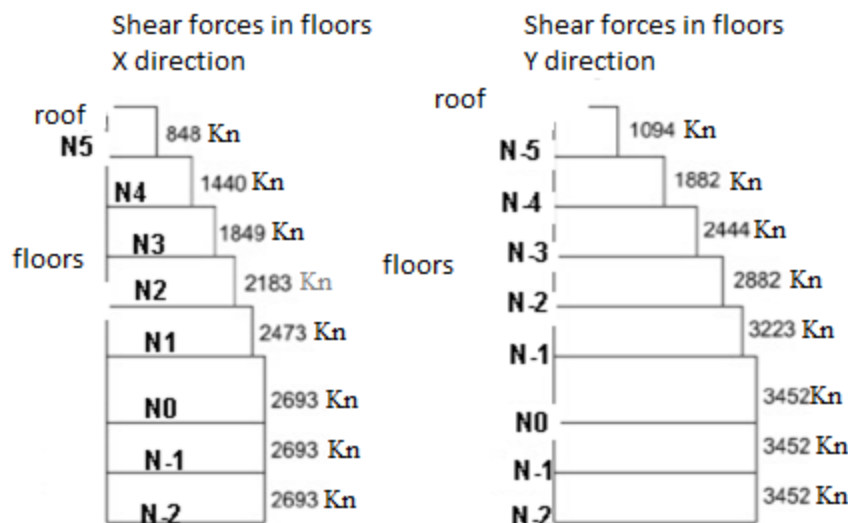 Shear forces in floors
X direction
roof
848 Kn
N5
1440 Kn
N4
1849 Kn
N3
floors
2183 Kn
N2
2473 Kn
N1
2693 Kn
N0
2693 Kn
N-1
2693 Kn
N-2
Shear forces in floors
Y direction
roof
1094 Kn
N-5
1882 Kn
N-4
2444 Kn
N-3
floors
2882 Kn
N-2
3223 Kn
N-1
3452Kn
N0
3452 Kn
N-1
3452 Kn
N-2